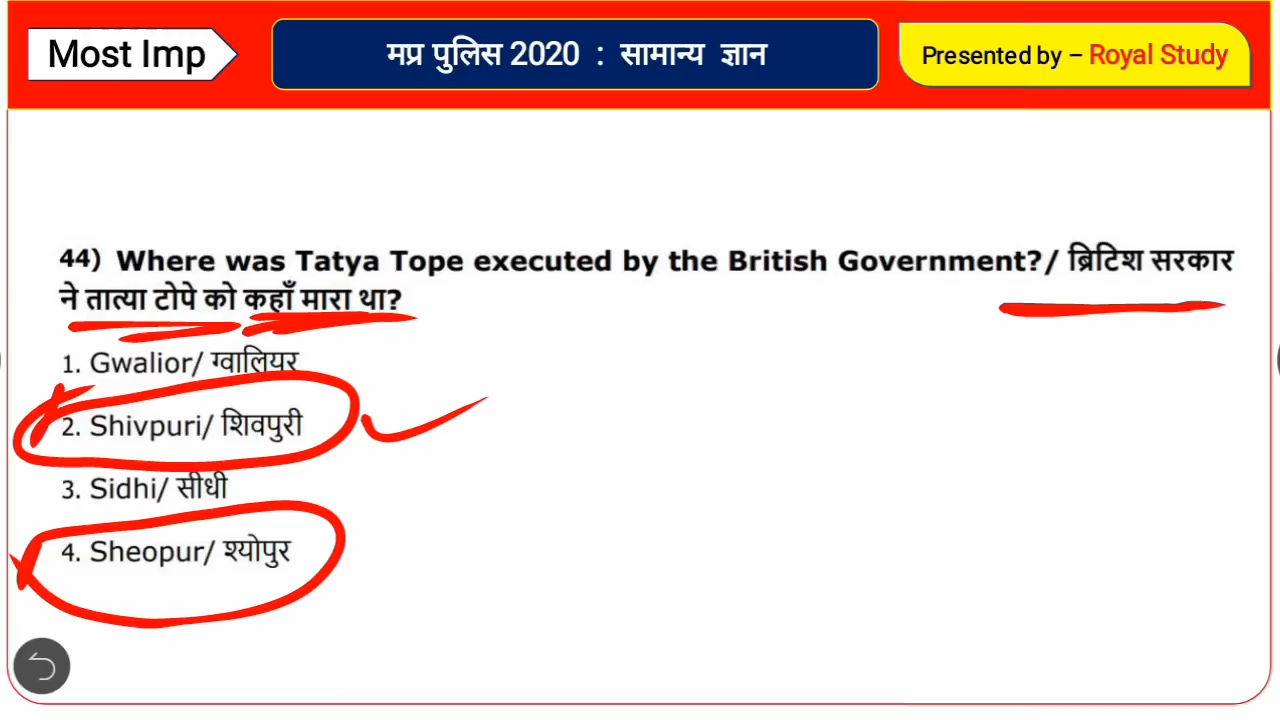 Most Imp
मप्र पुलिस 2020 : सामान्य ज्ञान
Presented by – Royal Study
44) Where was Tatya Tope executed by the British Government?/ ब्रिटिश सरकार
ने तात्या टोपे को कहाँ मारा था?
1. Gwalior/ ग्वालियर
2. Shivpuri/ शिवपुरी
3. Sidhi/ सीधी
4. Sheopur/ श्योपुर